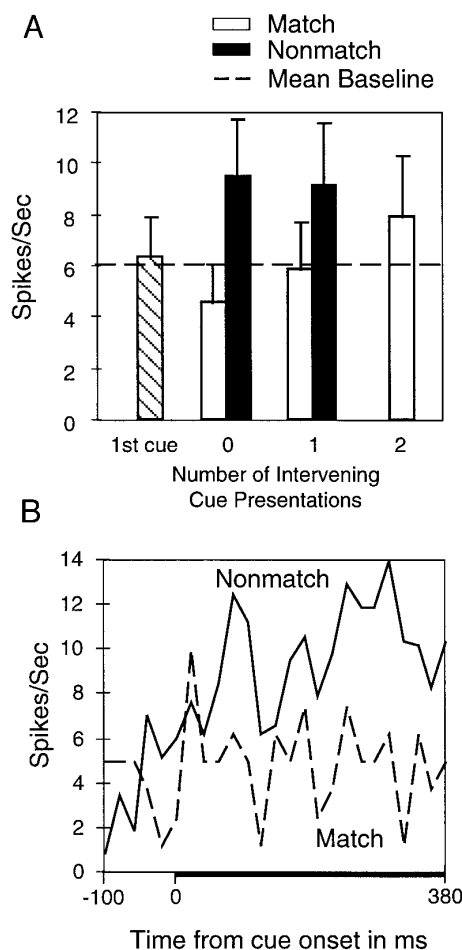 A
Match
Nonmatch
Mean Baseline
12
10
8
6
4
2
0
Spikes/Sec
1st cue 0 1 2
Number of Intervening
Cue Presentations
B
14
12
10
8
6
4
2
0
Spikes/Sec
Nonmatch
Match
-100 0 380
Time from cue onset in ms